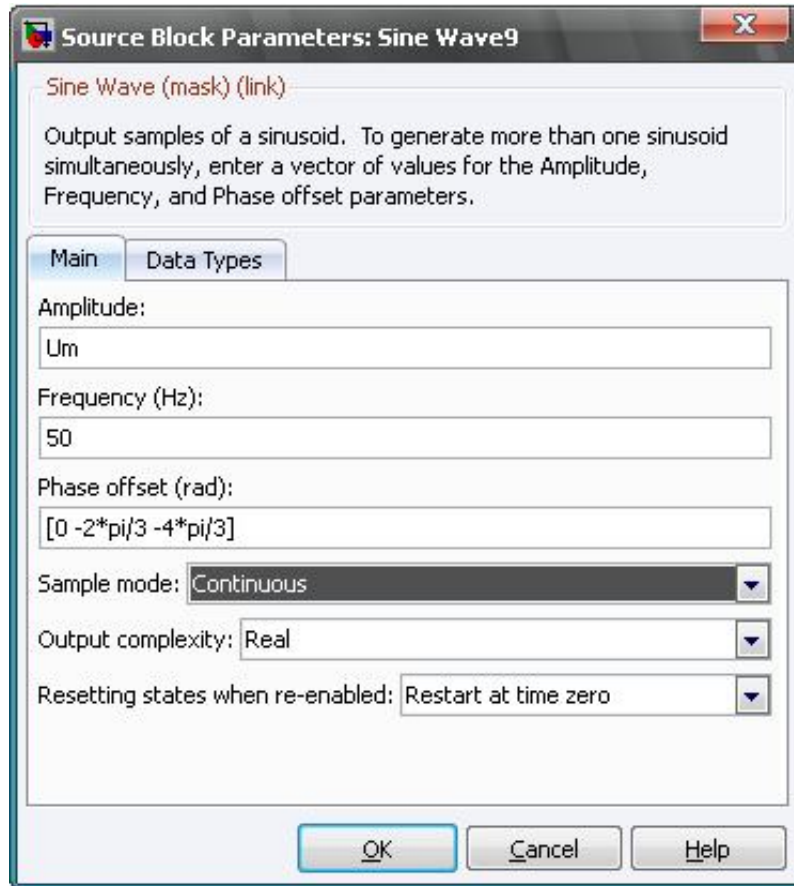 Source Block Parameters: Sine Wave9
Sine Wave (mask) (link)
Output samples of a sinusoid. To generate more than one sinusoid
simultaneously, enter a vector of values for the Amplitude,
Frequency, and Phase offset parameters.
Main
Data Types
Amplitude:
Um
Frequency (Hz):
50
Phase offset (rad):
[0 -2*pi/3 -4*pi/3]
Sample mode: Continuous
Output complexity: Real
Resetting states when re-enabled: Restart at time zero
OK
Cancel
Help